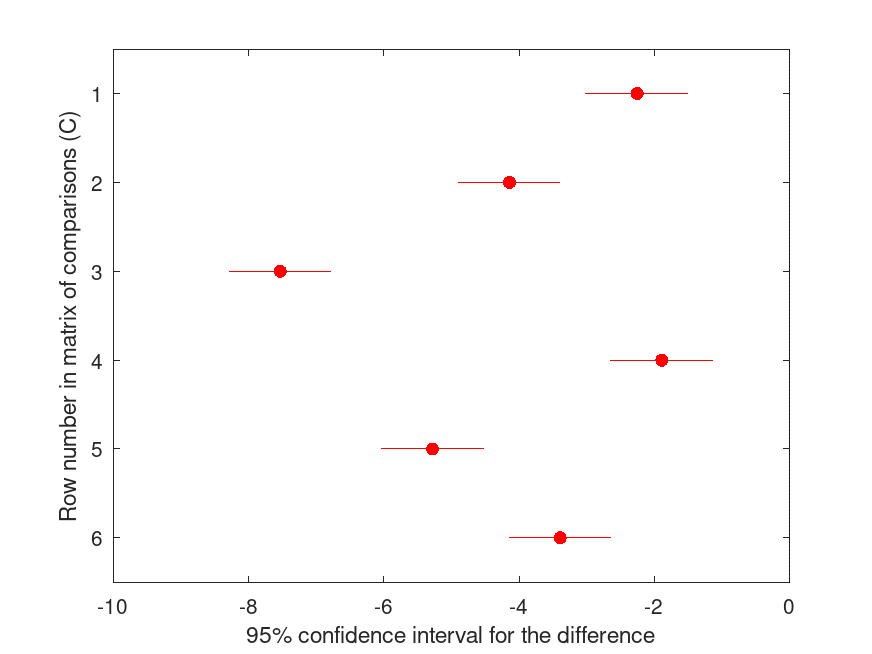 Row number in matrix of comparisons (C)
1
2
3
4
5
6
-10 -8 -6 -4 -2 0
95% confidence interval for the difference